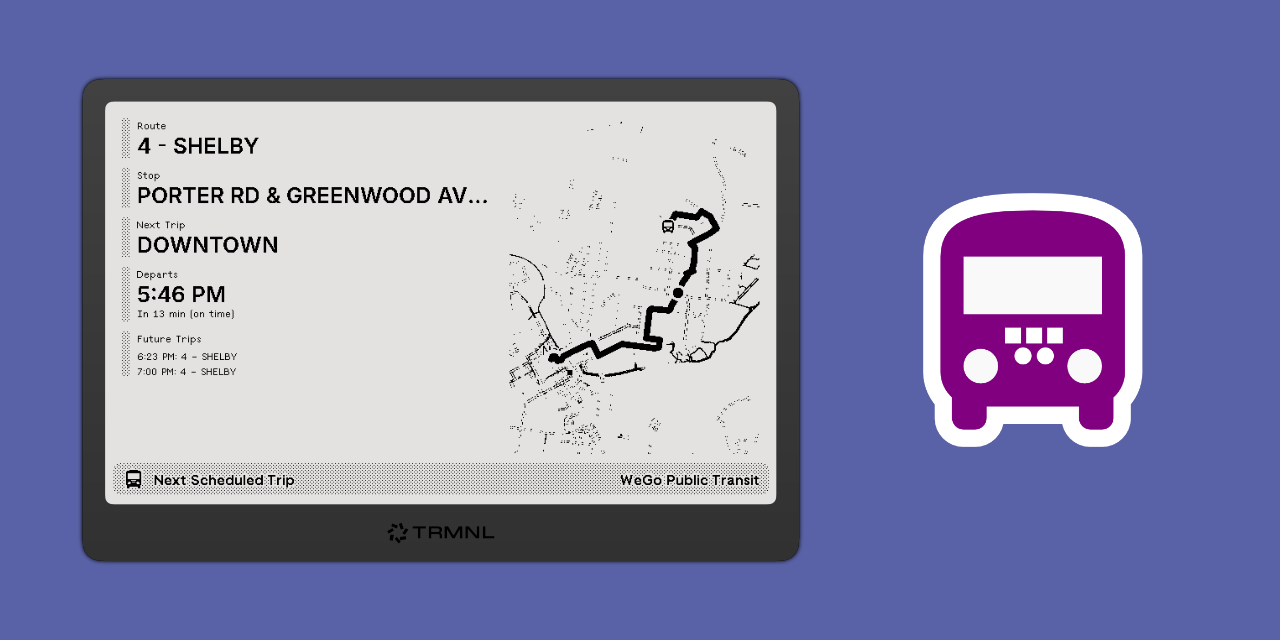 Route
4 - SHELBY
Stop
PORTER RD & GREENWOOD AV...
Next Trip
DOWNTOWN
Departs
5:46 PM
In 13 min (on time)
Future Trips
6:23 PM: 4 - SHELBY
7:00 PM: 4 - SHELBY
Next Scheduled Trip
WeGo Public Transit
TRMNL